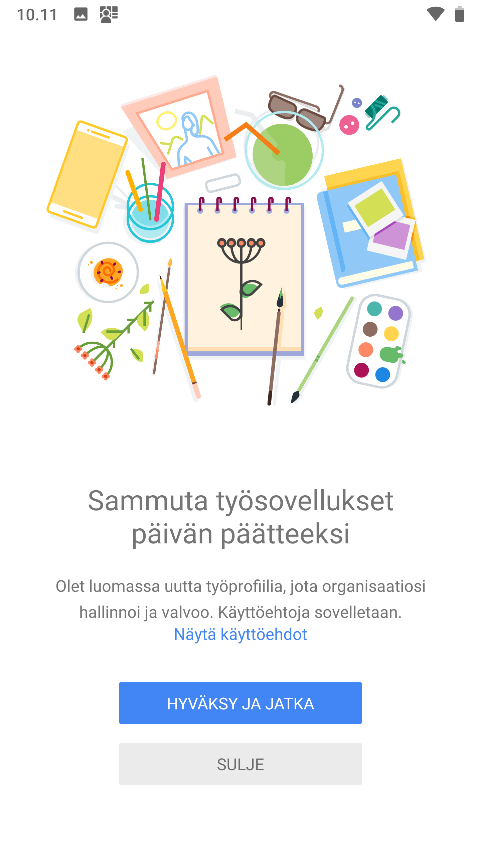 10.11
Sammuta työsovellukset
päivän päätteeksi
Olet luomassa uutta työprofiilia, jota organisaatiosi
hallinnoi ja valvoo. Käyttöehtoja sovelletaan.
Näytä käyttöehdot
HYVÄKSY JA JATKA
SULJE